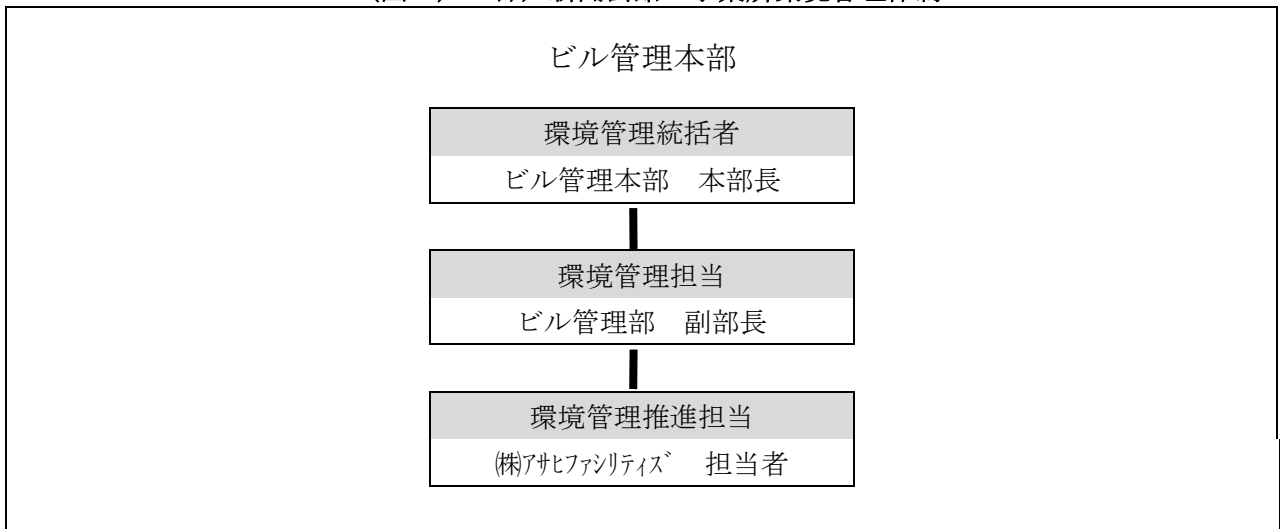 ビル管理本部
環境管理統括者
ビル管理本部　本部長
環境管理担当
ビル管理部　副部長
環境管理推進担当
㈱ｱｻﾋﾌｧｼﾘﾃｨｽﾞ　担当者